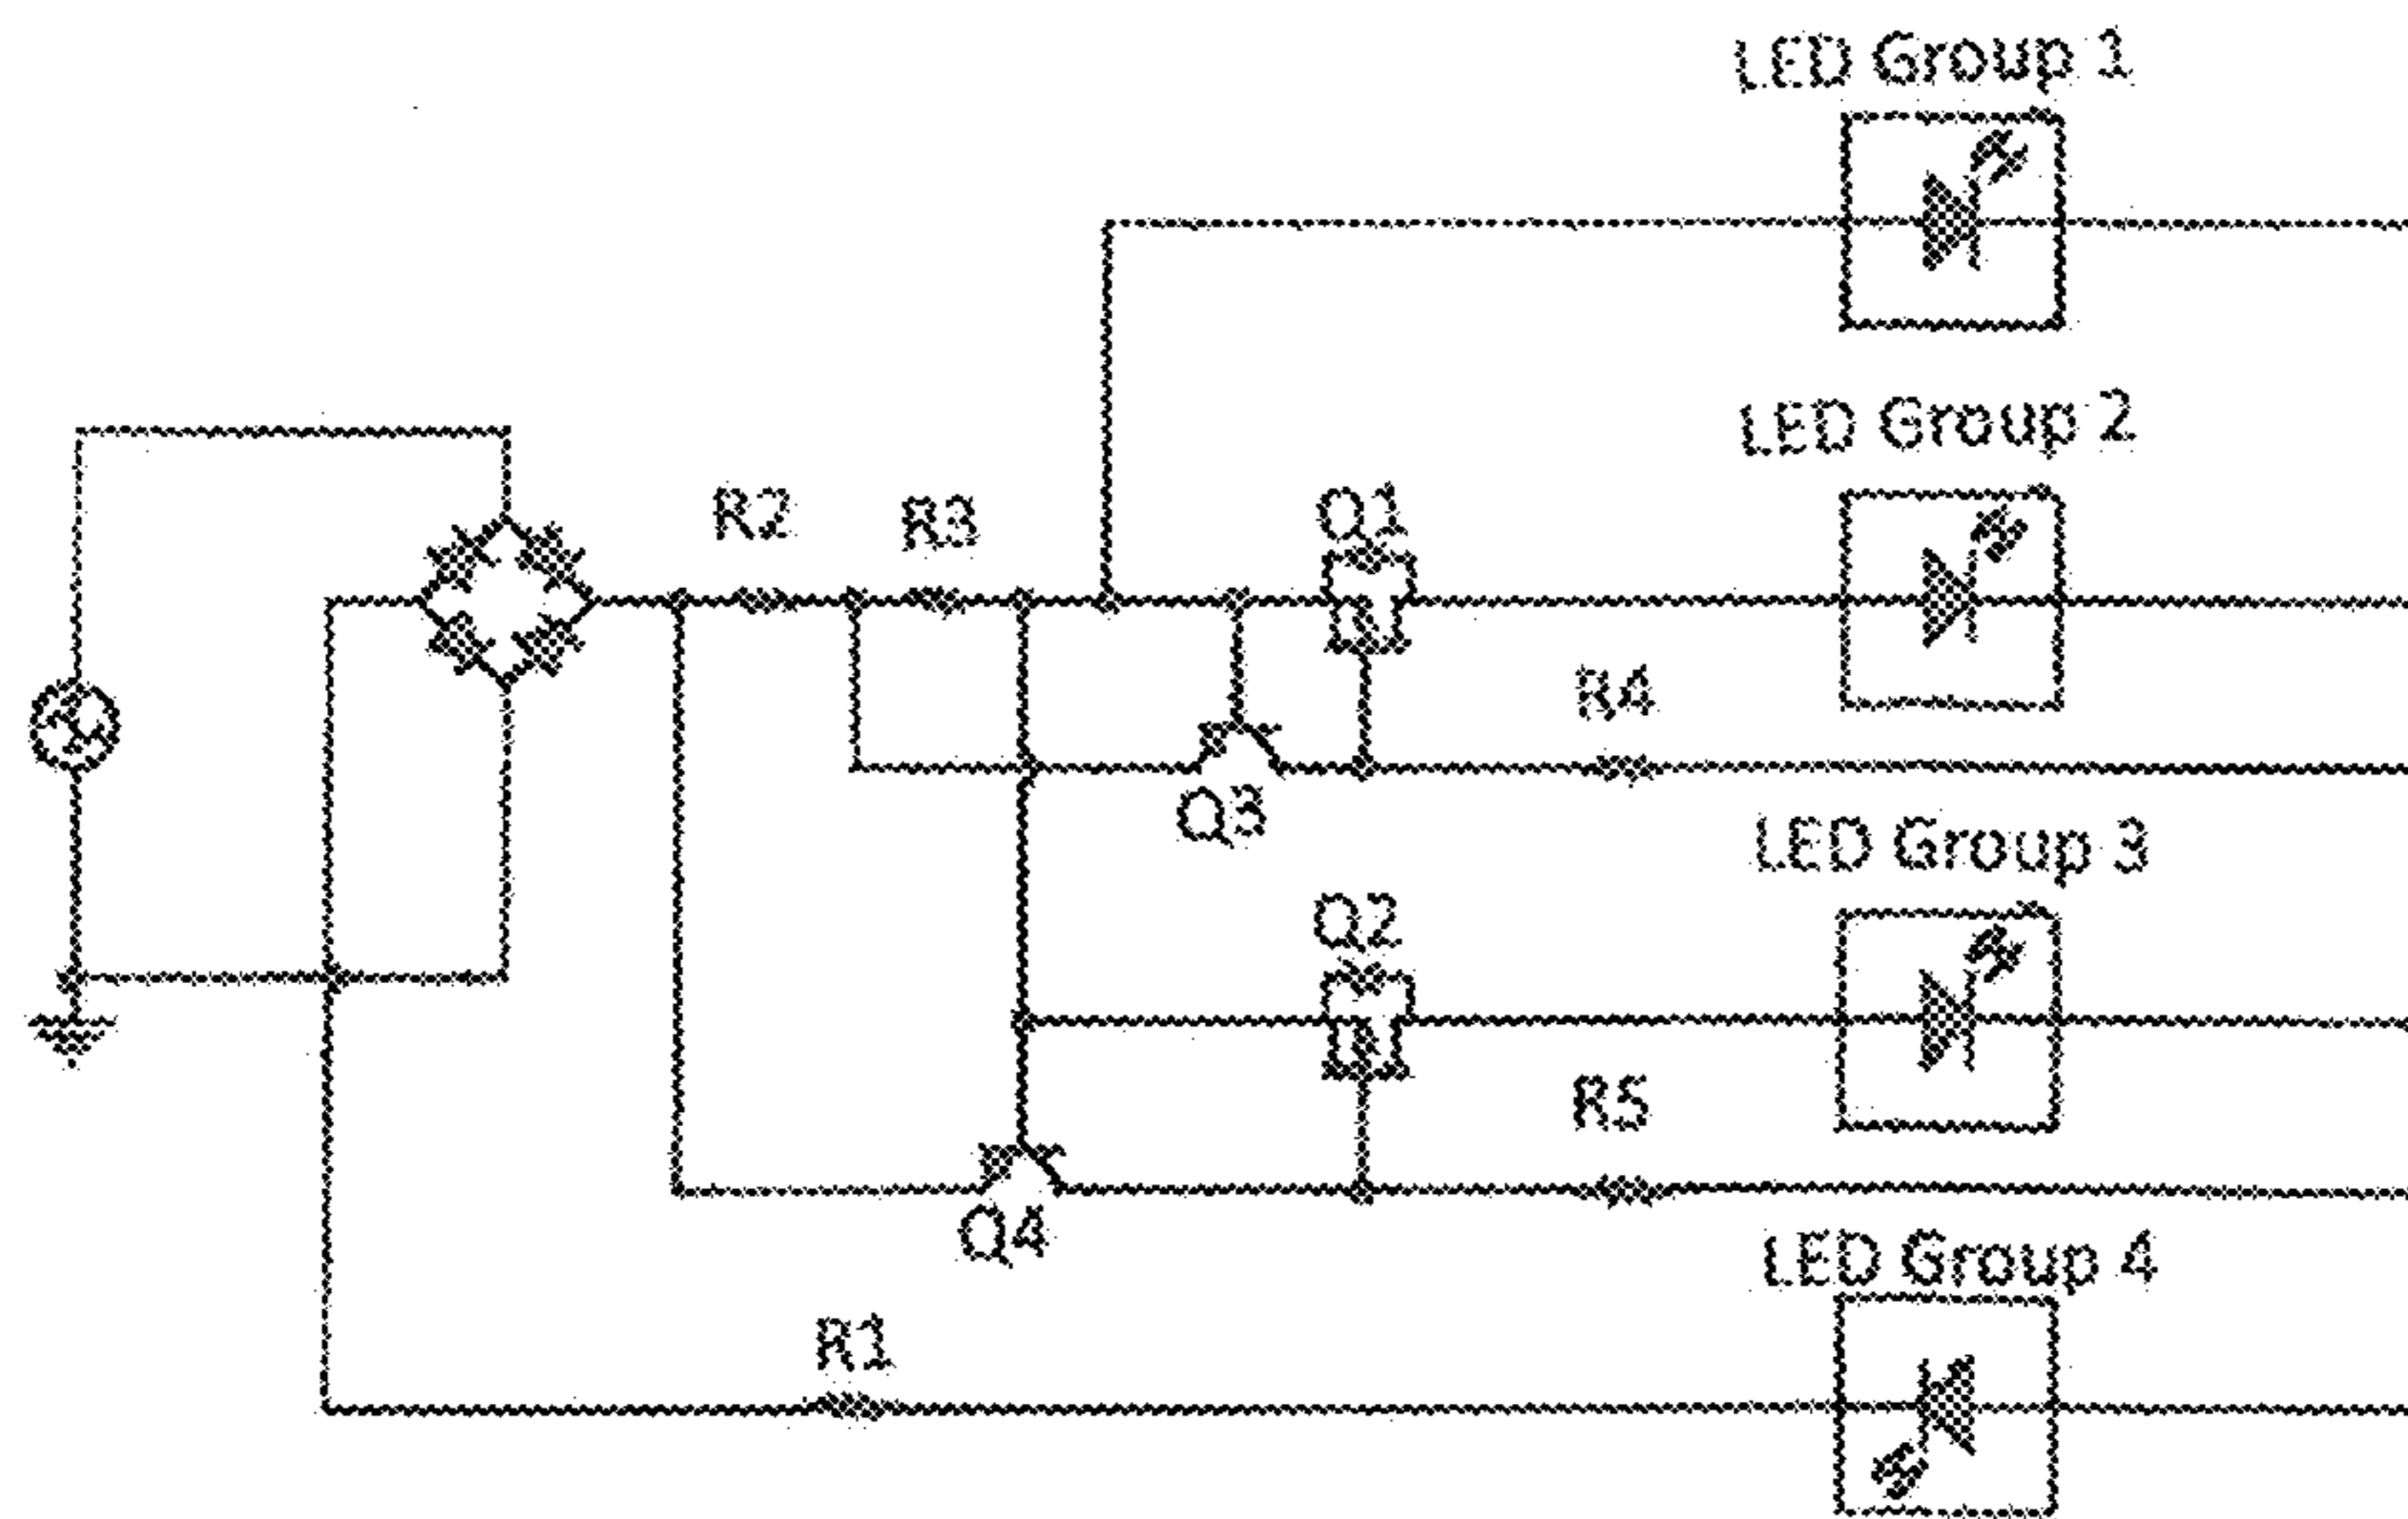 LED Group 1
LED Group 2
R2
R3
Q1
R4
Q3
LED Group 3
Q2
R5
Q4
LED Group 4
R1